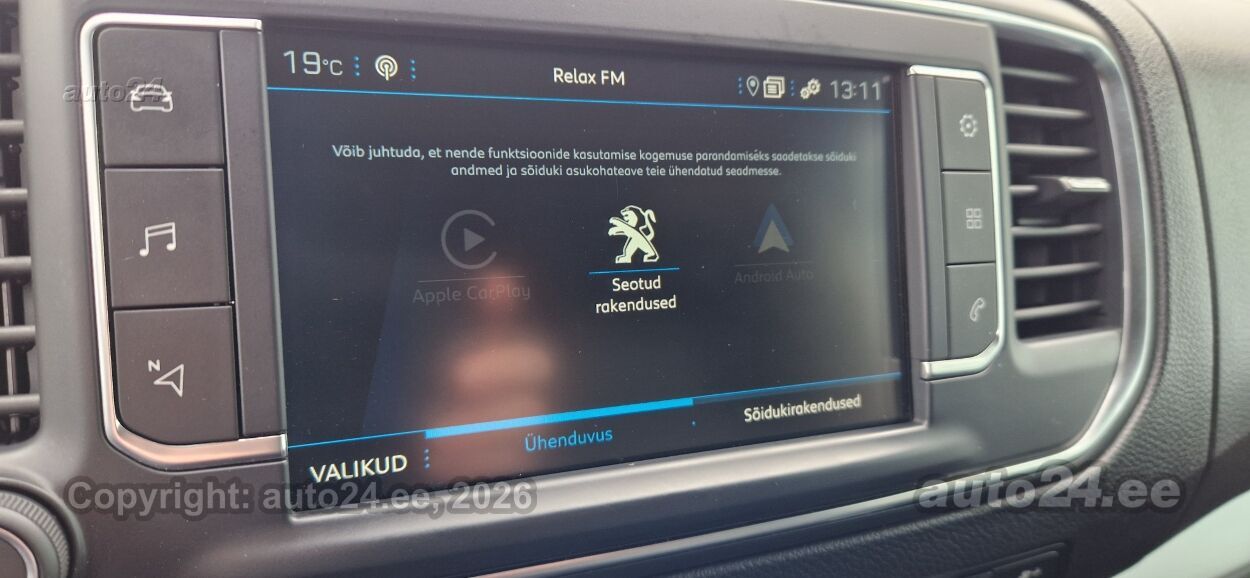 19°C
Relax FM
13:11
auto24
Võib juhtuda, et nende funktsioonide kasutamise kogemuse parandamiseks saadetakse sõiduki
andmed ja sõiduki asukohateave teie ühendatud seadmesse.
Apple CarPlay
Seotud
rakendused
Android Auto
N
VALIKUD
Ühenduvus
Sõidukirakendused
Copyright: auto24.ee, 2026
auto24.ee